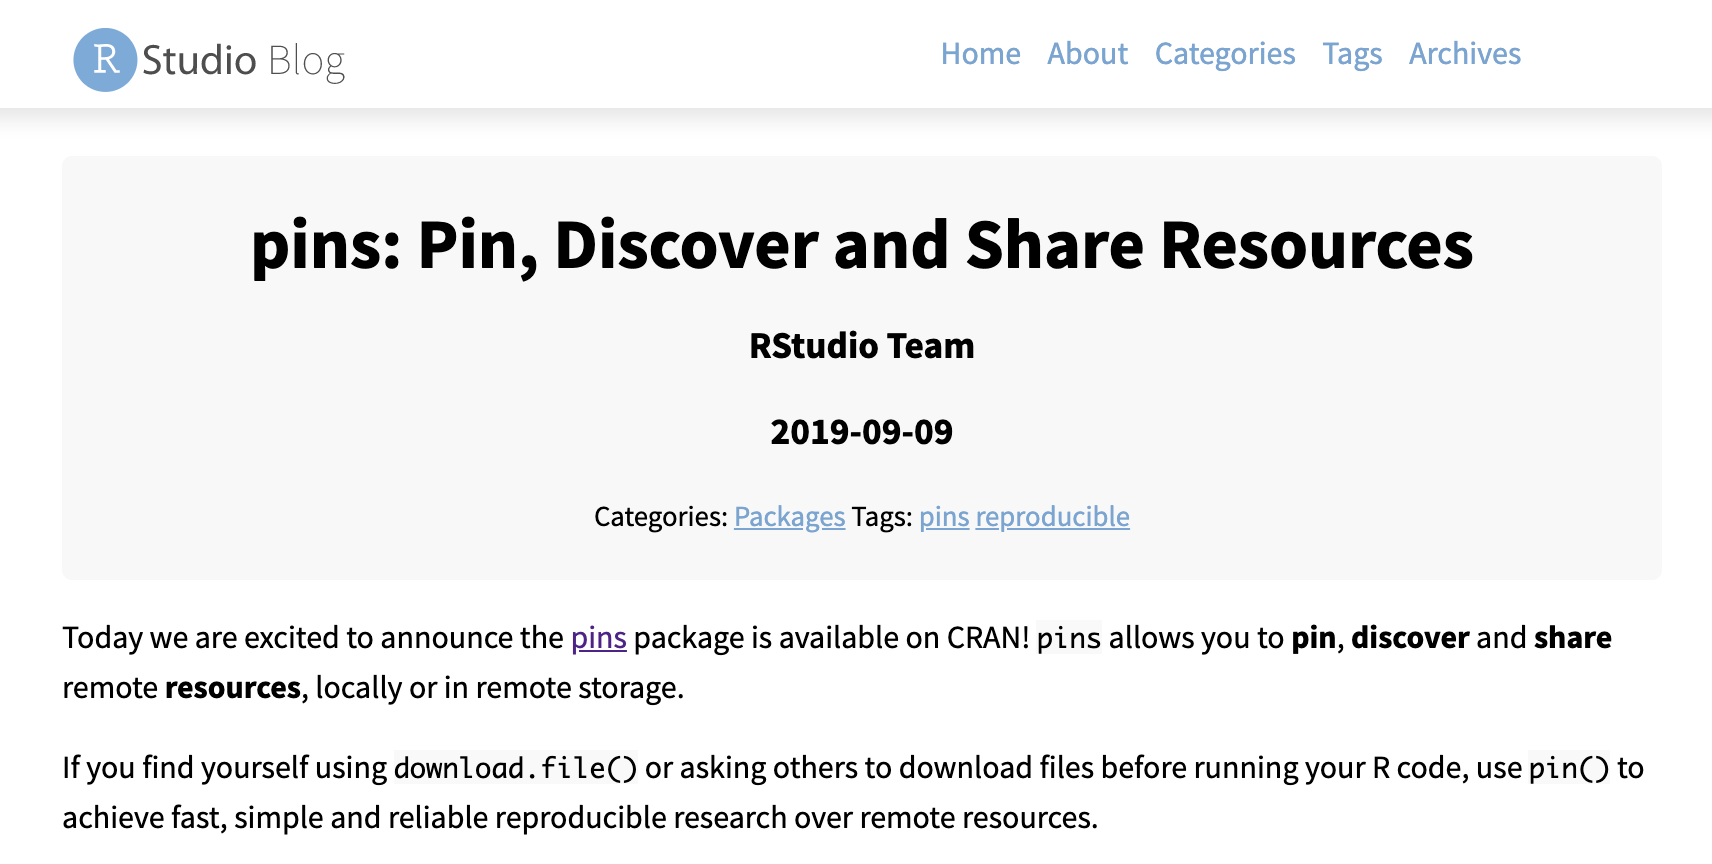 R Studio Blog
Home About Categories Tags Archives
pins: Pin, Discover and Share Resources
RStudio Team
2019-09-09
Categories: Packages Tags: pins reproducible
Today we are excited to announce the pins package is available on CRAN! pins allows you to pin, discover and share
remote resources, locally or in remote storage.
If you find yourself using download.file() or asking others to download files before running your R code, use pin() to
achieve fast, simple and reliable reproducible research over remote resources.